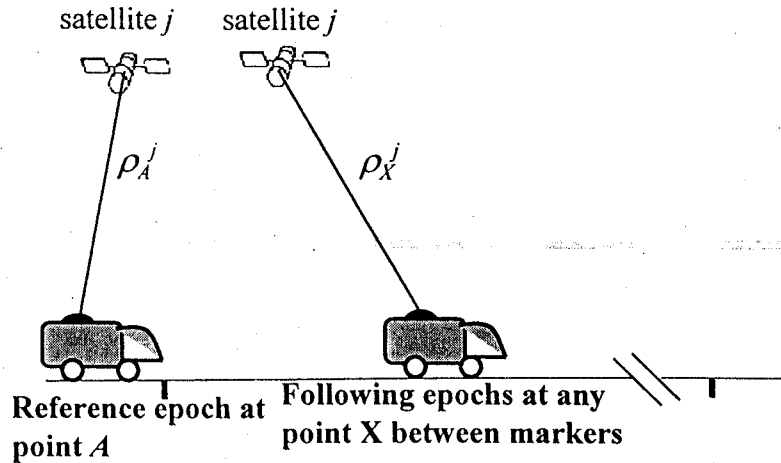 satellite j
satellite j
ρ_A^j
ρ_X^j
Reference epoch at
point A
Following epochs at any
point X between markers